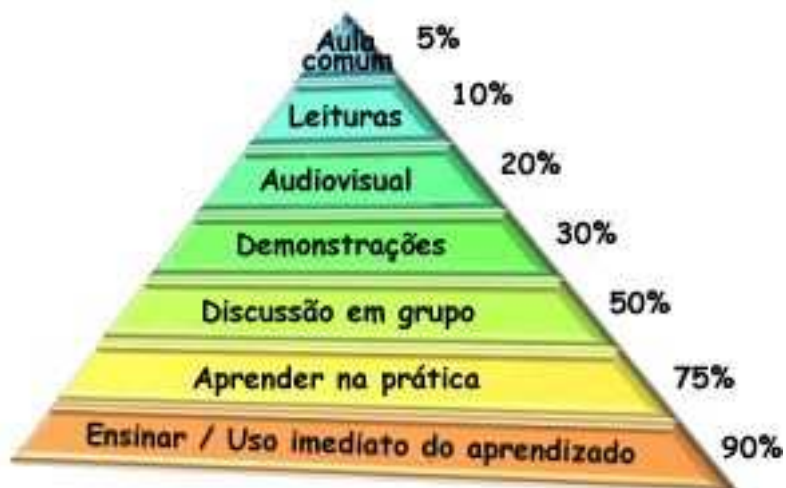 Aula
comum
5%
Leituras
10%
Audiovisual
20%
Demonstrações
30%
Discussão em grupo
50%
Aprender na prática
75%
Ensinar / Uso imediato do aprendizado
90%